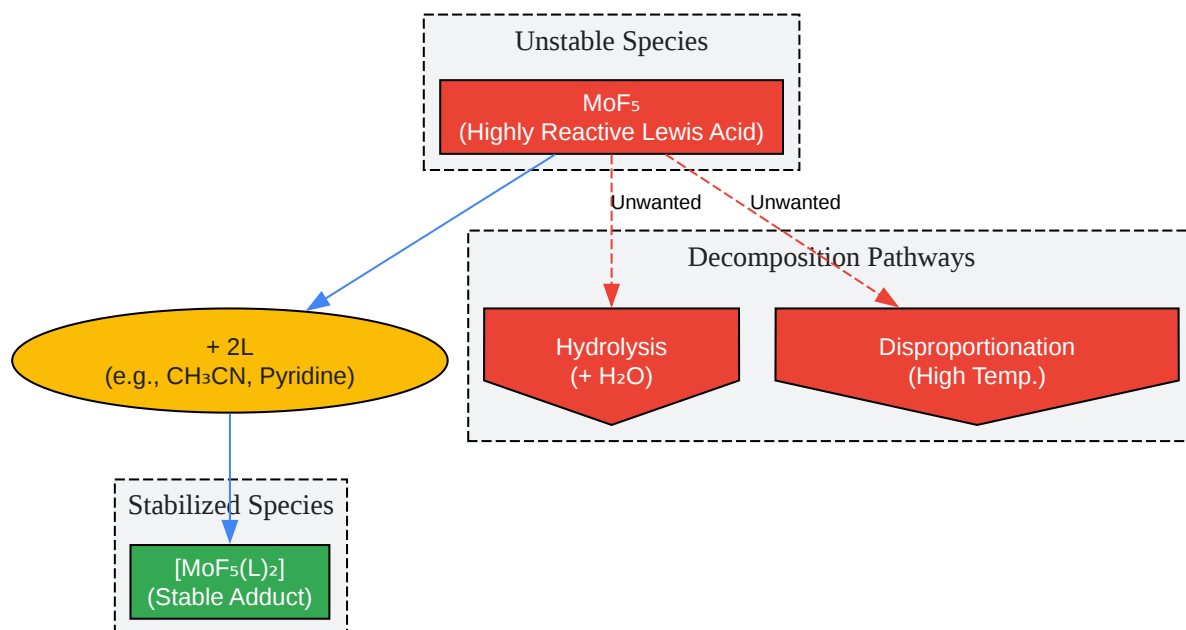 Unstable Species
MoF₅
(Highly Reactive Lewis Acid)
Unwanted
Unwanted
Decomposition Pathways
Hydrolysis
(+ H₂O)
Disproportionation
(High Temp.)
+ 2L
(e.g., CH₃CN, Pyridine)
Stabilized Species
[MoF₅(L)₂]
(Stable Adduct)